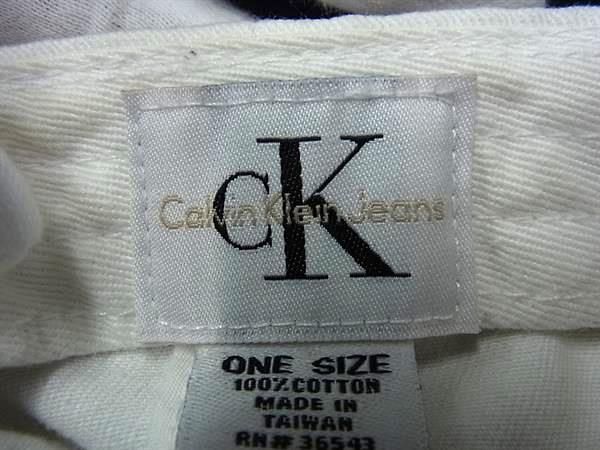 CK
Calvin Klein Jeans
ONE SIZE
100% COTTON
MADE IN
TAIWAN
RN# 36543